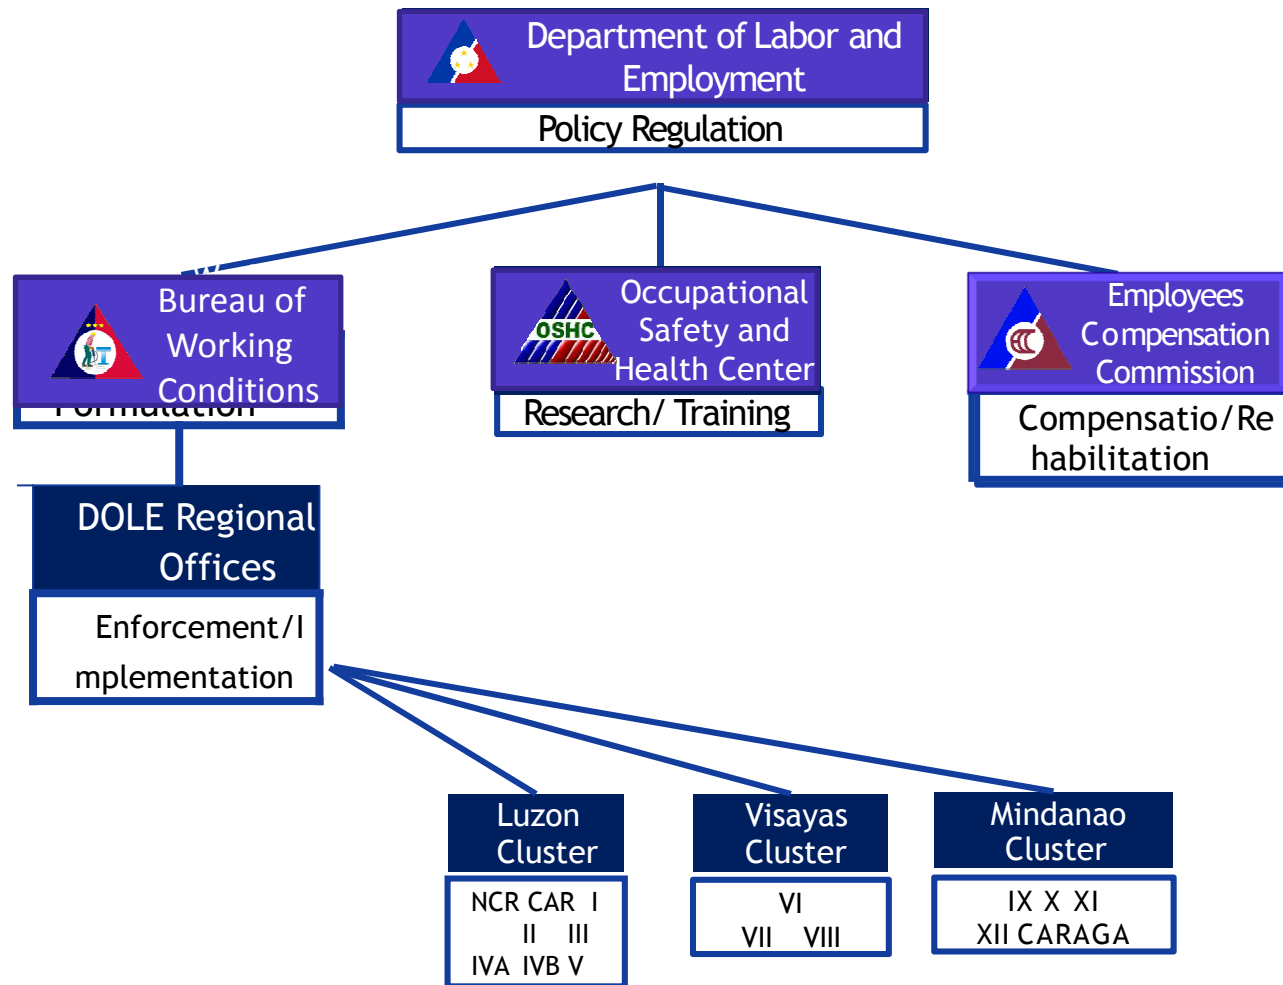 Department of Labor and
Employment
Policy Regulation
Bureau of
Working
Conditions
Formulation
OSHC
Occupational
Safety and
Health Center
Research/ Training
Employees
Compensation
Commission
Compensatio/Re
habilitation
DOLE Regional
Offices
Enforcement/I
mplementation
Luzon
Cluster
NCR CAR I
II III
IVA IVB V
Visayas
Cluster
VI
VII VIII
Mindanao
Cluster
IX X XI
XII CARAGA